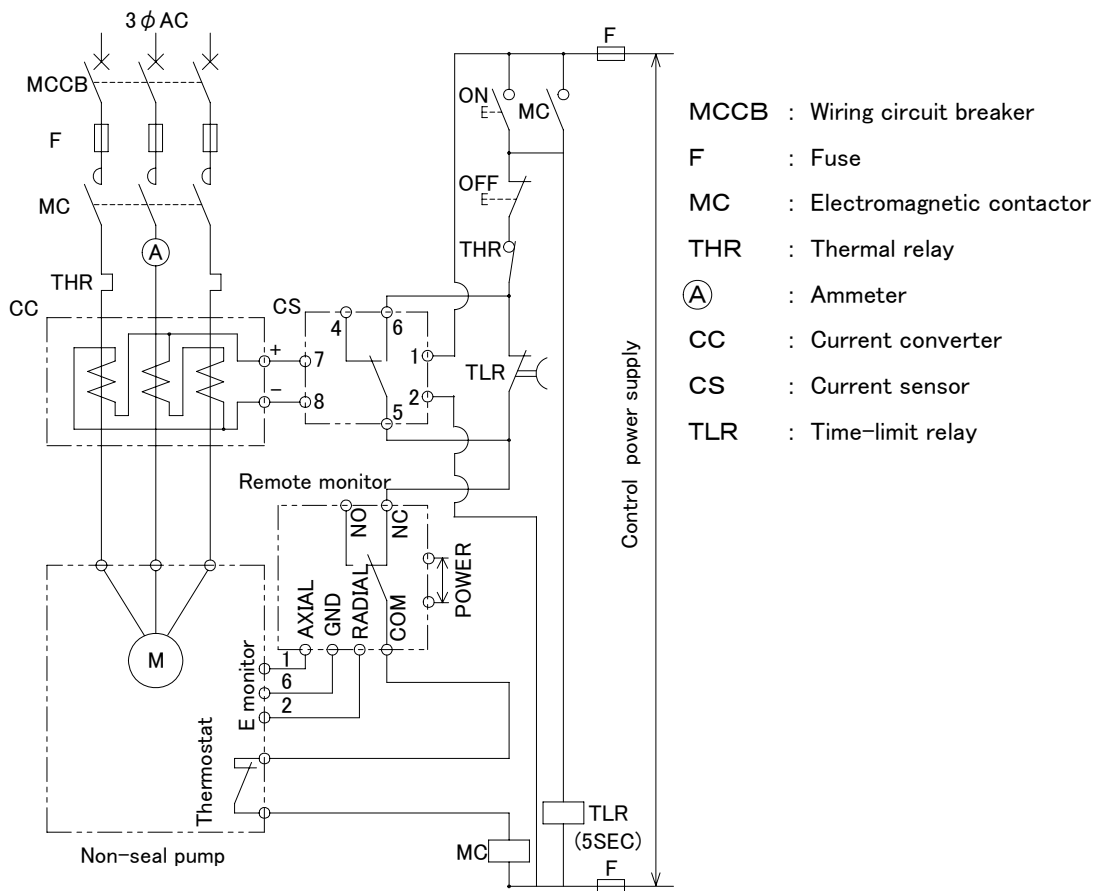 3φAC
MCCB
F
MC
A
THR
CC
CS
4
6
+
7
1
-
8
2
5
ON
E
MC
F
OFF
E
THR
TLR
Remote monitor
NO
NC
AXIAL
GND
RADIAL
COM
POWER
M
E monitor
1
6
2
Thermostat
Non-seal pump
MC
TLR
(5SEC)
F
Control power supply
MCCB : Wiring circuit breaker
F : Fuse
MC : Electromagnetic contactor
THR : Thermal relay
A : Ammeter
CC : Current converter
CS : Current sensor
TLR : Time-limit relay